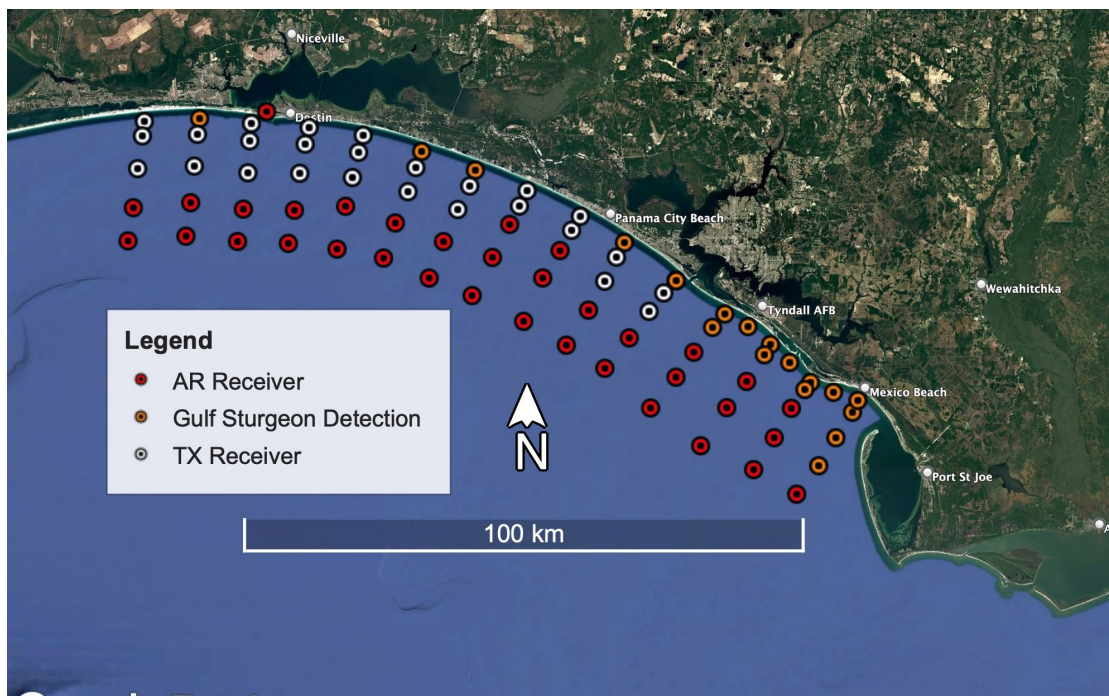 Niceville
Destin
Panama City Beach
Wewahitchka
Tyndall AFB
Legend
AR Receiver
Gulf Sturgeon Detection
TX Receiver
Mexico Beach
N
Port St Joe
100 km